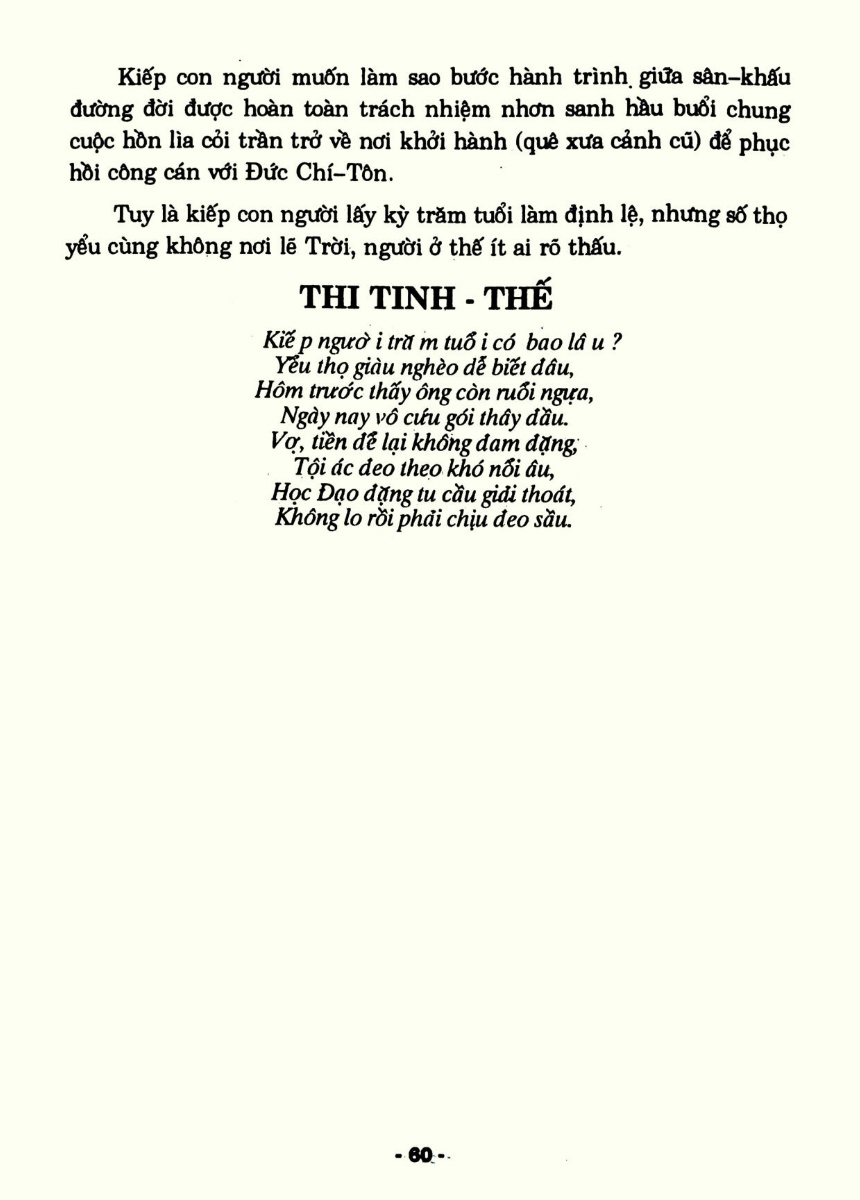 Kiếp con người muốn làm sao bước hành trình giữa sân–khấu
đường đời được hoàn toàn trách nhiệm nhơn sanh hầu buổi chung
cuộc hồn lìa cỏi trần trở về nơi khởi hành (quê xưa cảnh cũ) để phục
hồi công cán với Đức Chí–Tôn.
Tuy là kiếp con người lấy kỳ trăm tuổi làm định lệ, nhưng số thọ
yểu cùng không nơi lẽ Trời, người ở thế ít ai rõ thấu.
THI TINH - THẾ
Kiếp người trăm tuổi có bao lâu ?
Yểu thọ giàu nghèo dễ biết đâu,
Hôm trước thấy ông còn ruổi ngựa,
Ngày nay vô cứu gói thây dầu.
Vợ, tiền để lại không đam đặng,
Tội ác đeo theo khó nổi âu,
Học Đạo đặng tu cầu giải thoát,
Không lo rồi phải chịu đeo sầu.
- 60 -